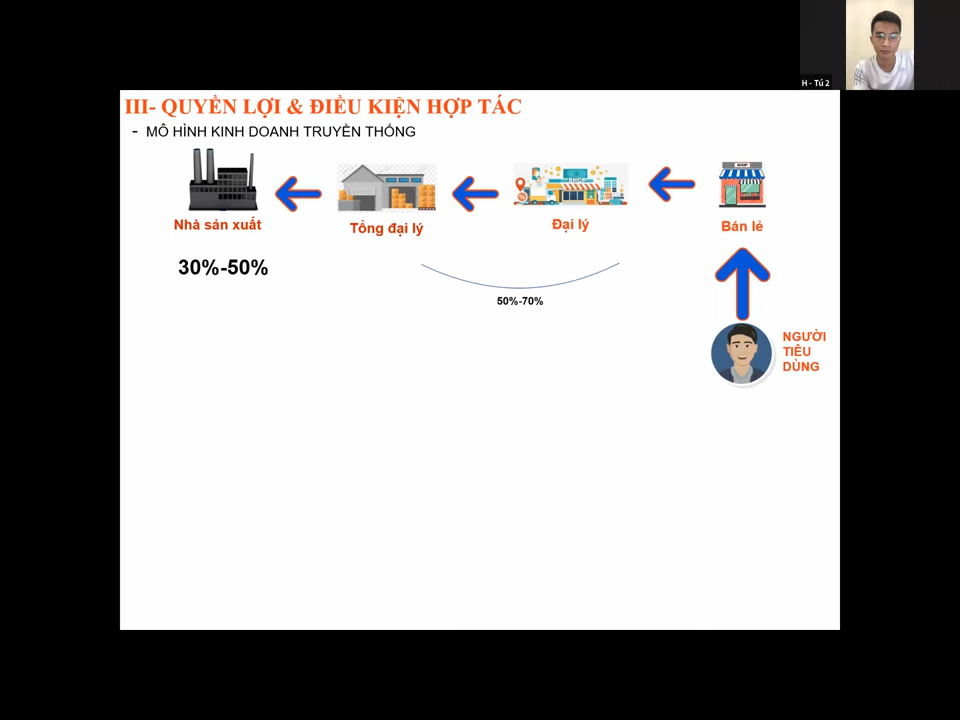 H - Tú 2
III- QUYỀN LỢI & ĐIỀU KIỆN HỢP TÁC
- MÔ HÌNH KINH DOANH TRUYỀN THỐNG
SHOP
Nhà sản xuất
Tổng đại lý
Đại lý
Bán lẻ
30%-50%
50%-70%
NGƯỜI
TIÊU
DÙNG